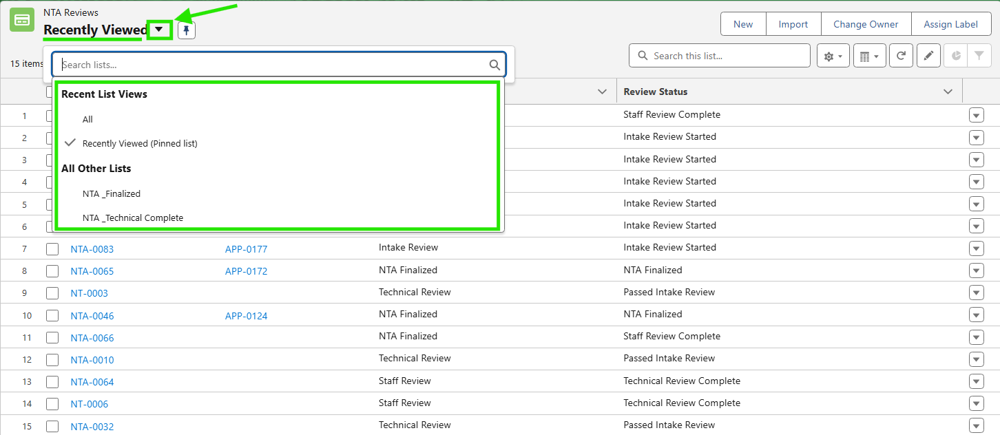 NTA Reviews
Recently Viewed
New Import Change Owner Assign Label
15 items
Search lists...
Search this list...
Recent List Views
All
Recently Viewed (Pinned list)
All Other Lists
NTA _Finalized
NTA _Technical Complete
Review Status
1 Staff Review Complete
2 Intake Review Started
3 Intake Review Started
4 Intake Review Started
5 Intake Review Started
6 Intake Review Started
7 NTA-0083 APP-0177 Intake Review Intake Review Started
8 NTA-0065 APP-0172 NTA Finalized NTA Finalized
9 NT-0003 Technical Review Passed Intake Review
10 NTA-0046 APP-0124 NTA Finalized NTA Finalized
11 NTA-0066 NTA Finalized Staff Review Complete
12 NTA-0010 Technical Review Passed Intake Review
13 NTA-0064 Staff Review Technical Review Complete
14 NT-0006 Staff Review Technical Review Complete
15 NTA-0032 Technical Review Passed Intake Review